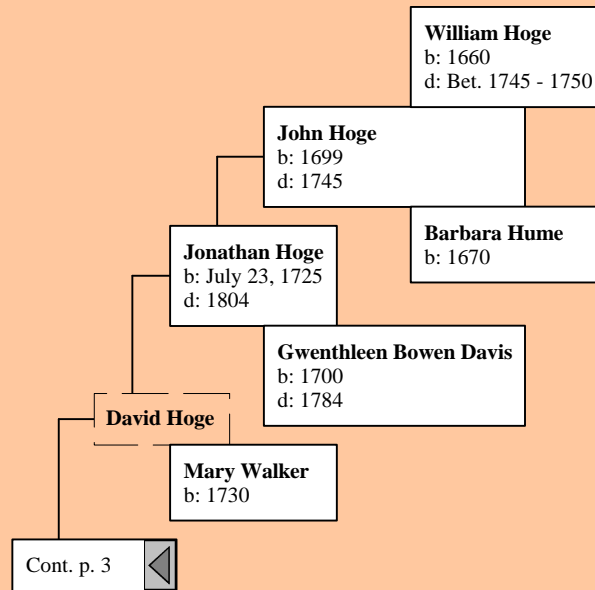 William Hoge
b: 1660
d: Bet. 1745 - 1750
John Hoge
b: 1699
d: 1745
Barbara Hume
b: 1670
Jonathan Hoge
b: July 23, 1725
d: 1804
Gwenthleen Bowen Davis
b: 1700
d: 1784
David Hoge
Mary Walker
b: 1730
Cont. p. 3